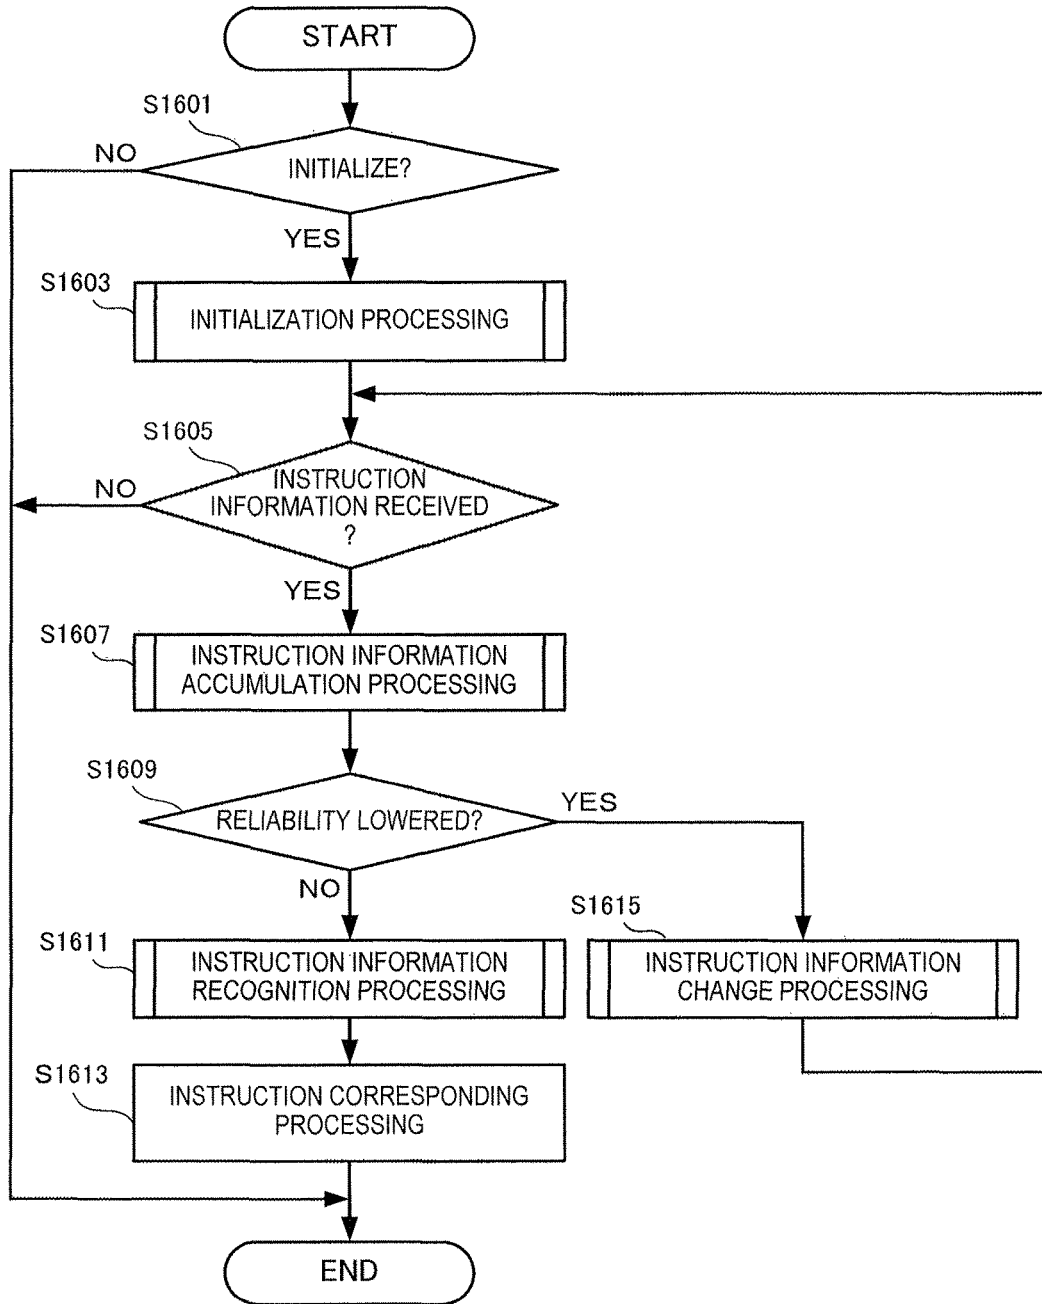 START
S1601
NO
INITIALIZE?
YES
S1603
INITIALIZATION PROCESSING
S1605
NO
INSTRUCTION
INFORMATION RECEIVED
?
YES
S1607
INSTRUCTION INFORMATION
ACCUMULATION PROCESSING
S1609
RELIABILITY LOWERED?
YES
NO
S1611
INSTRUCTION INFORMATION
RECOGNITION PROCESSING
S1615
INSTRUCTION INFORMATION
CHANGE PROCESSING
S1613
INSTRUCTION CORRESPONDING
PROCESSING
END